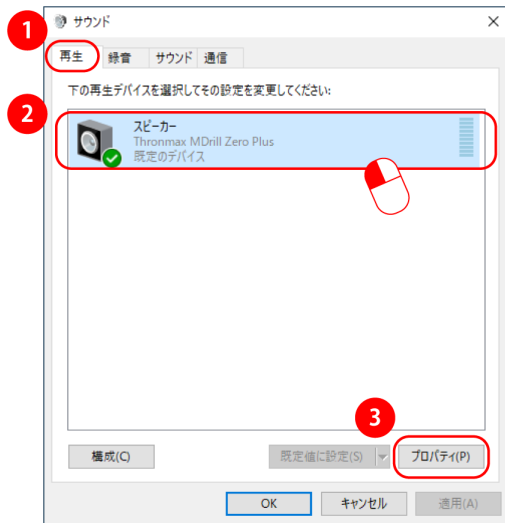 サウンド
1
再生 録音 サウンド 通信
下の再生デバイスを選択してその設定を変更してください:
2
スピーカー
Thronmax MDrill Zero Plus
既定のデバイス
3
構成(C) 既定値に設定(S) プロパティ(P)
OK キャンセル 適用(A)